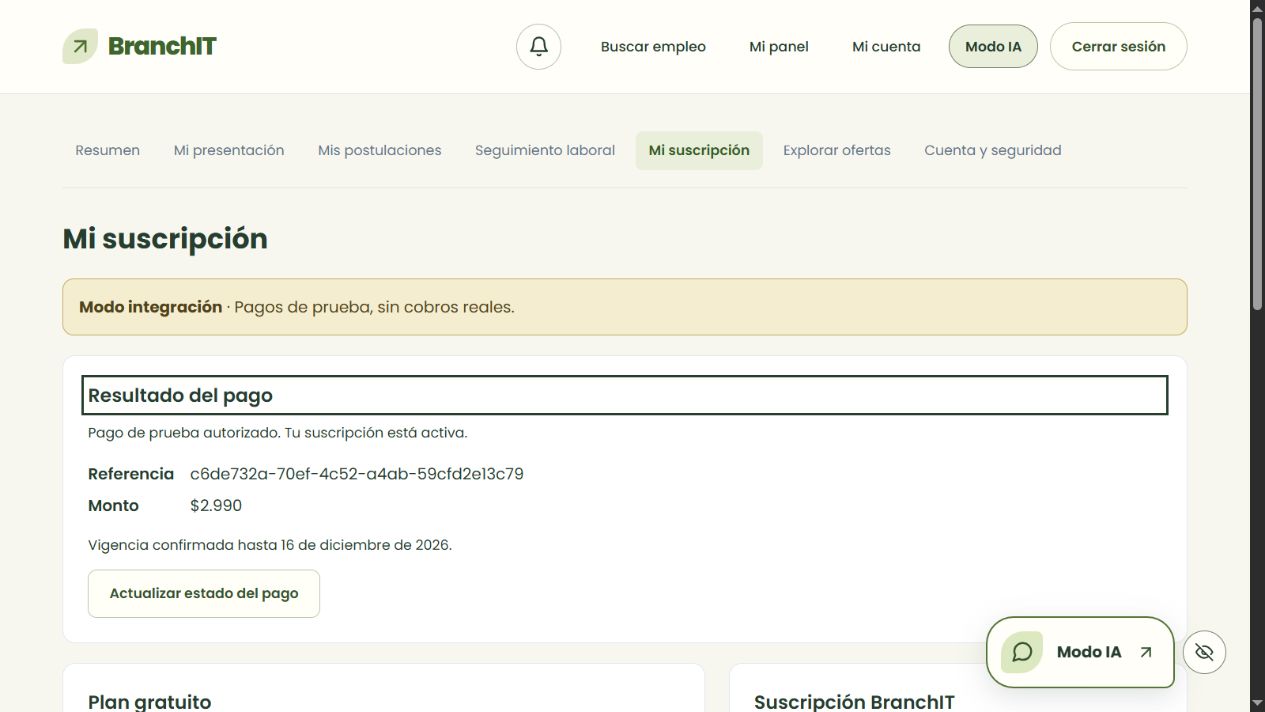 BranchIT
Buscar empleo
Mi panel
Mi cuenta
Modo IA
Cerrar sesión
Resumen
Mi presentación
Mis postulaciones
Seguimiento laboral
Mi suscripción
Explorar ofertas
Cuenta y seguridad
Mi suscripción
Modo integración · Pagos de prueba, sin cobros reales.
Resultado del pago
Pago de prueba autorizado. Tu suscripción está activa.
Referencia c6de732a-70ef-4c52-a4ab-59cfd2e13c79
Monto $2.990
Vigencia confirmada hasta 16 de diciembre de 2026.
Actualizar estado del pago
Modo IA
Plan gratuito
Suscripción BranchIT